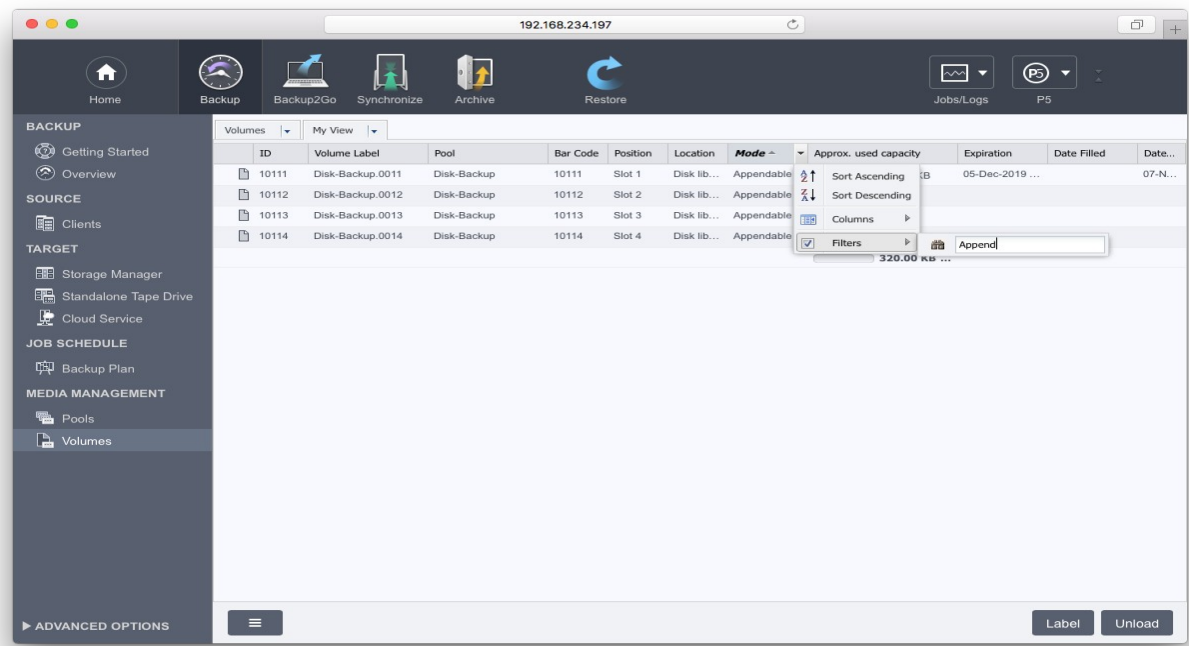 192.168.234.197
Home Backup Backup2Go Synchronize Archive Restore Jobs/Logs P5
BACKUP
Getting Started
Overview
SOURCE
Clients
TARGET
Storage Manager
Standalone Tape Drive
Cloud Service
JOB SCHEDULE
Backup Plan
MEDIA MANAGEMENT
Pools
Volumes
ADVANCED OPTIONS
Volumes My View
ID Volume Label Pool Bar Code Position Location Mode Approx. used capacity Expiration Date Filled Date...
10111 Disk-Backup.0011 Disk-Backup 10111 Slot 1 Disk lib... Appendable KB 05-Dec-2019 ... 07-N...
10112 Disk-Backup.0012 Disk-Backup 10112 Slot 2 Disk lib... Appendable
10113 Disk-Backup.0013 Disk-Backup 10113 Slot 3 Disk lib... Appendable
10114 Disk-Backup.0014 Disk-Backup 10114 Slot 4 Disk lib... Appendable
320.00 KB ...
Sort Ascending
Sort Descending
Columns
Filters
Append
Label Unload